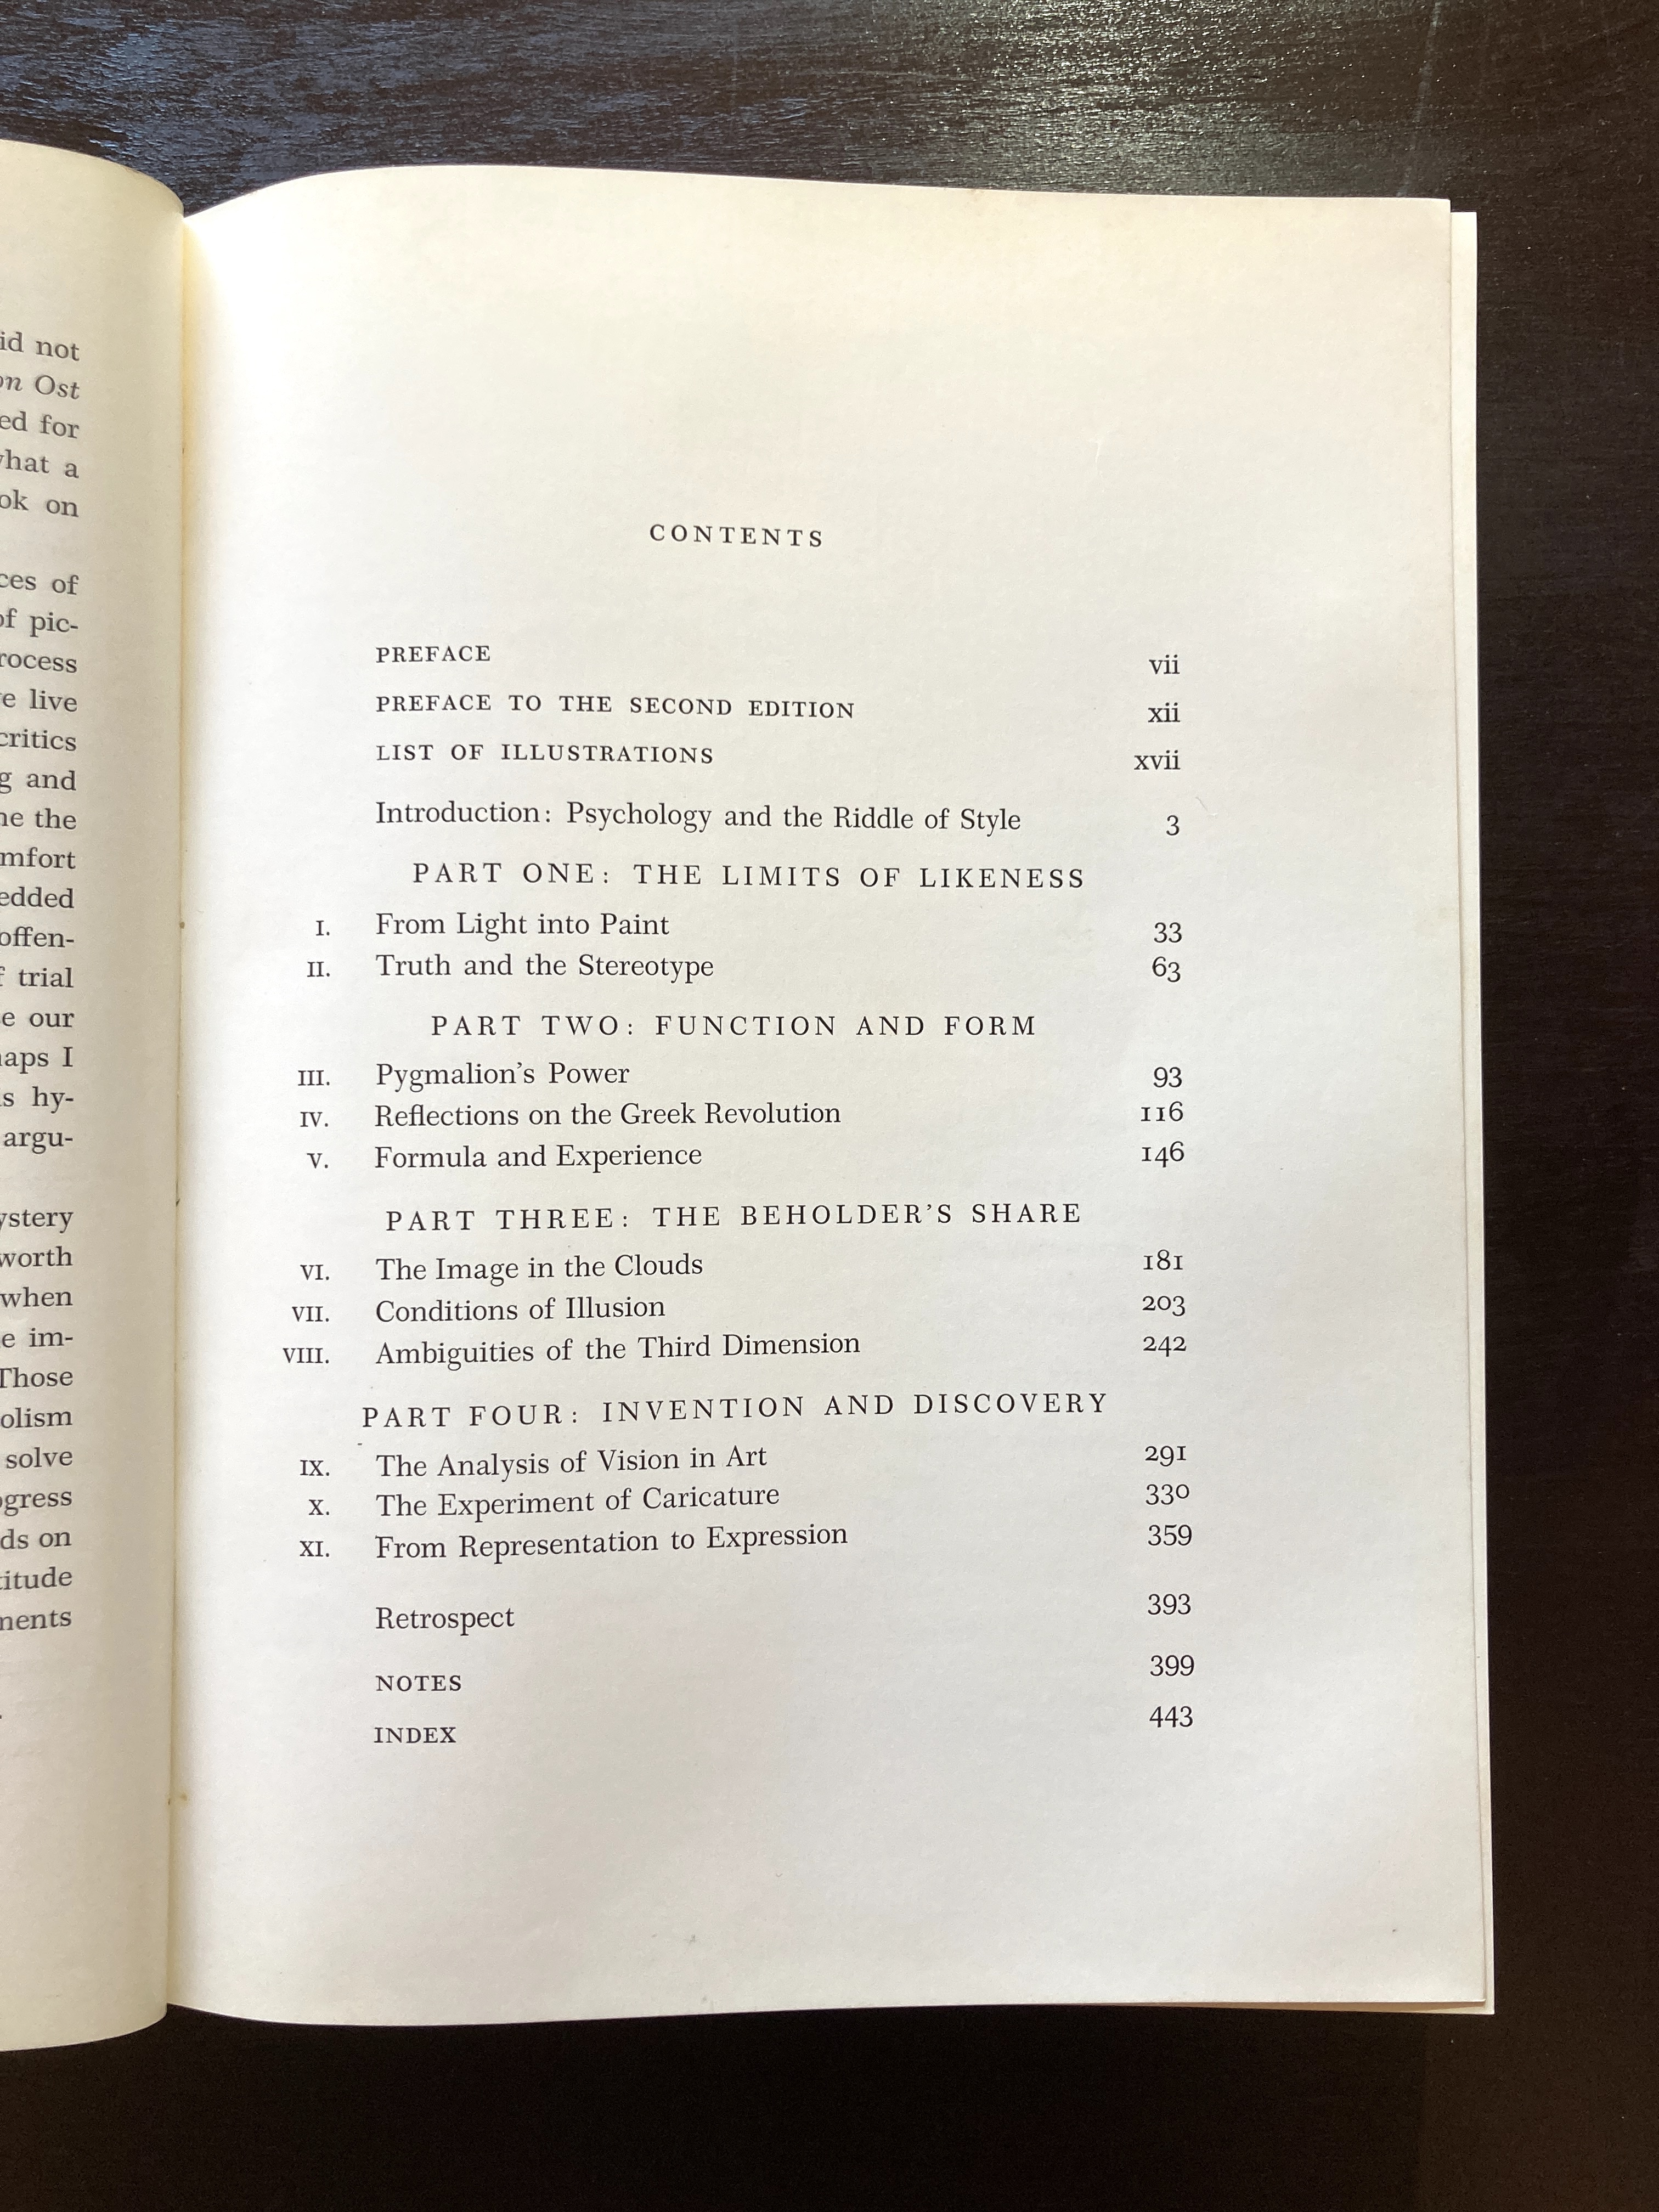 id not
on Ost
ed for
what a
ok on
ces of
of pic-
rocess
e live
critics
g and
ne the
mfort
edded
offen-
f trial
e our
haps I
s hy-
argu-
ystery
worth
when
e im-
Those
olism
solve
ogress
ds on
titude
ments
CONTENTS
PREFACE vii
PREFACE TO THE SECOND EDITION xii
LIST OF ILLUSTRATIONS xvii
Introduction: Psychology and the Riddle of Style 3
PART ONE: THE LIMITS OF LIKENESS
I. From Light into Paint 33
II. Truth and the Stereotype 63
PART TWO: FUNCTION AND FORM
III. Pygmalion's Power 93
IV. Reflections on the Greek Revolution 116
V. Formula and Experience 146
PART THREE: THE BEHOLDER'S SHARE
VI. The Image in the Clouds 181
VII. Conditions of Illusion 203
VIII. Ambiguities of the Third Dimension 242
PART FOUR: INVENTION AND DISCOVERY
IX. The Analysis of Vision in Art 291
X. The Experiment of Caricature 330
XI. From Representation to Expression 359
Retrospect 393
NOTES 399
INDEX 443